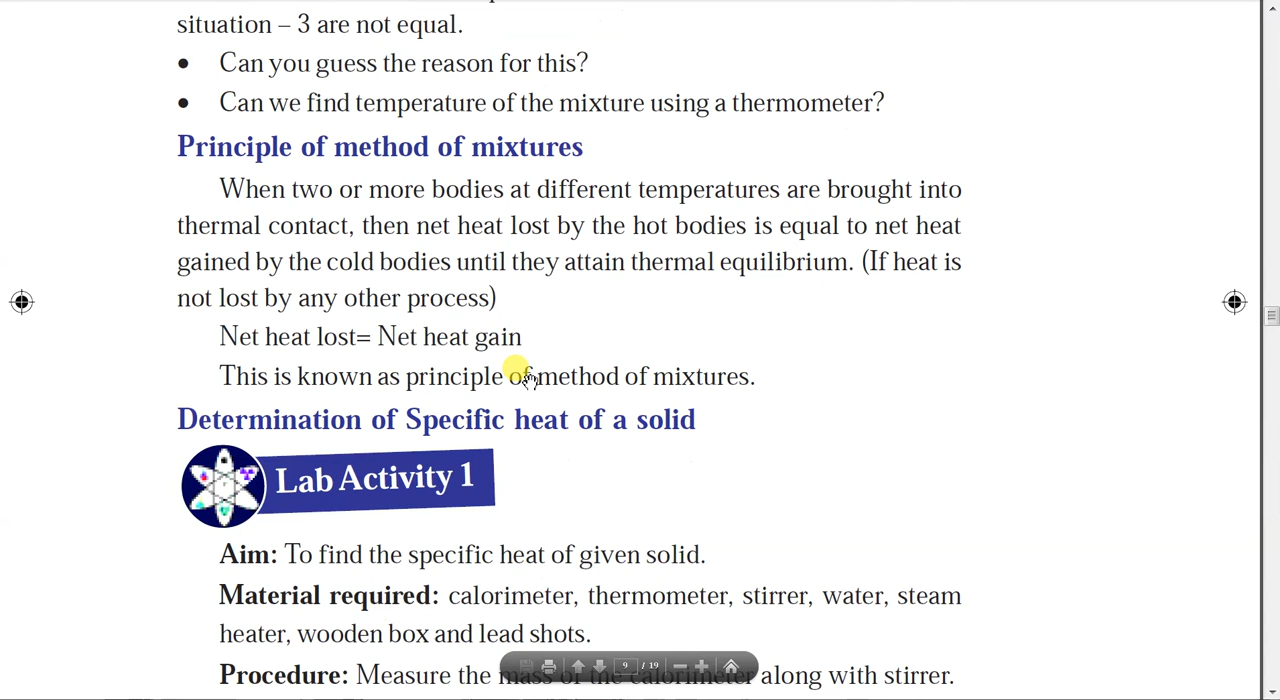 situation – 3 are not equal.
• Can you guess the reason for this?
• Can we find temperature of the mixture using a thermometer?
Principle of method of mixtures
When two or more bodies at different temperatures are brought into
thermal contact, then net heat lost by the hot bodies is equal to net heat
gained by the cold bodies until they attain thermal equilibrium. (If heat is
not lost by any other process)
Net heat lost= Net heat gain
This is known as principle of method of mixtures.
Determination of Specific heat of a solid
Lab Activity 1
Aim: To find the specific heat of given solid.
Material required: calorimeter, thermometer, stirrer, water, steam
heater, wooden box and lead shots.
Procedure: Measure the mass of the calorimeter along with stirrer.
9 / 19